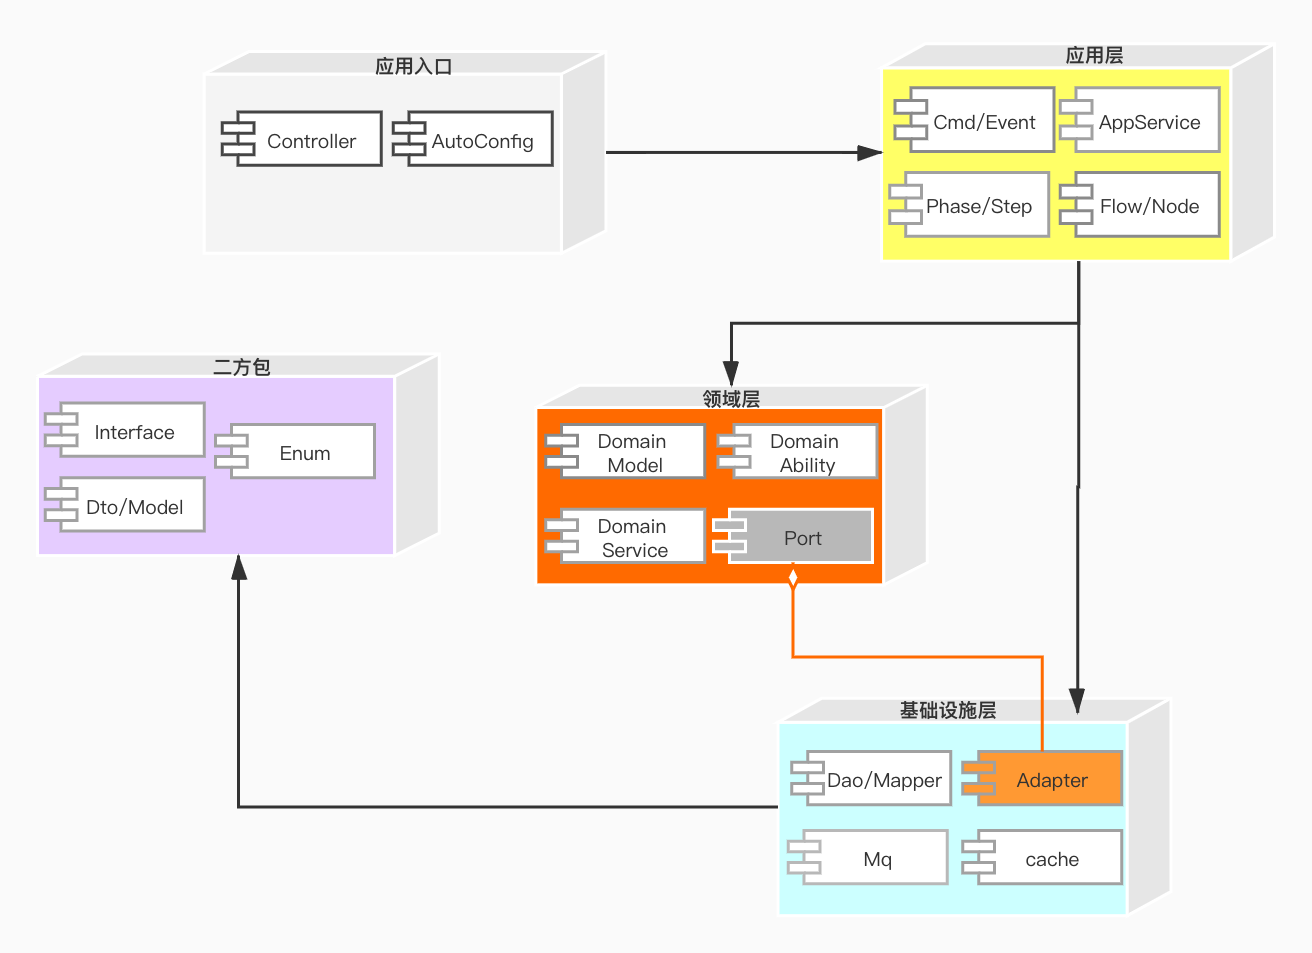 应用入口
Controller
AutoConfig
应用层
Cmd/Event
AppService
Phase/Step
Flow/Node
二方包
Interface
Enum
Dto/Model
领域层
Domain
Model
Domain
Ability
Domain
Service
Port
基础设施层
Dao/Mapper
Adapter
Mq
cache